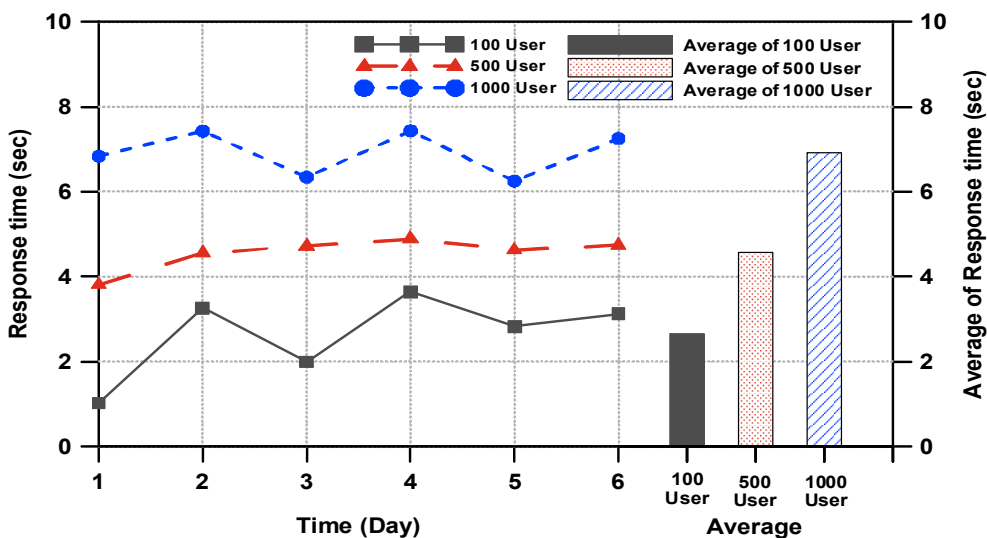 10
8
6
4
2
0
Response time (sec)
100 User
500 User
1000 User
Average of 100 User
Average of 500 User
Average of 1000 User
10
8
6
4
2
0
Average of Response time (sec)
1 2 3 4 5 6
100 User
500 User
1000 User
Time (Day)
Average